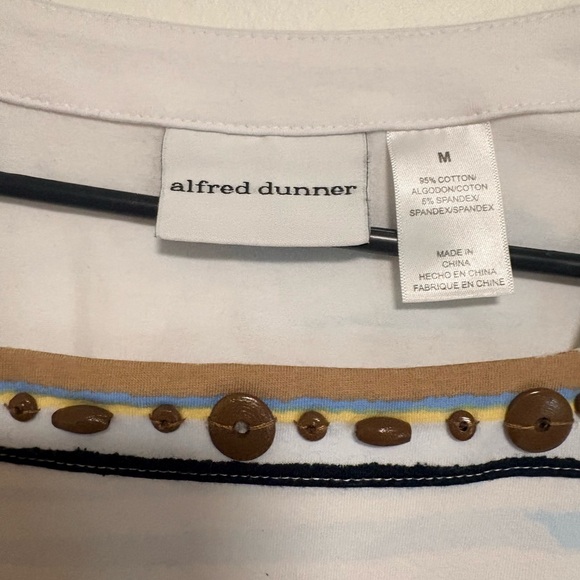 alfred dunner
M
95% COTTON/
ALGODON/COTON
5% SPANDEX/
SPANDEX/SPANDEX
MADE IN
CHINA
HECHO EN CHINA
FABRIQUE EN CHINE